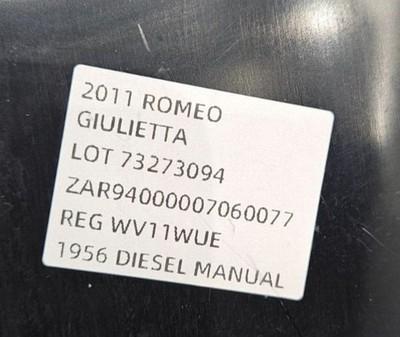 2011 ROMEO
GIULIETTA
LOT 73273094
ZAR94000007060077
REG WV11WUE
1956 DIESEL MANUAL